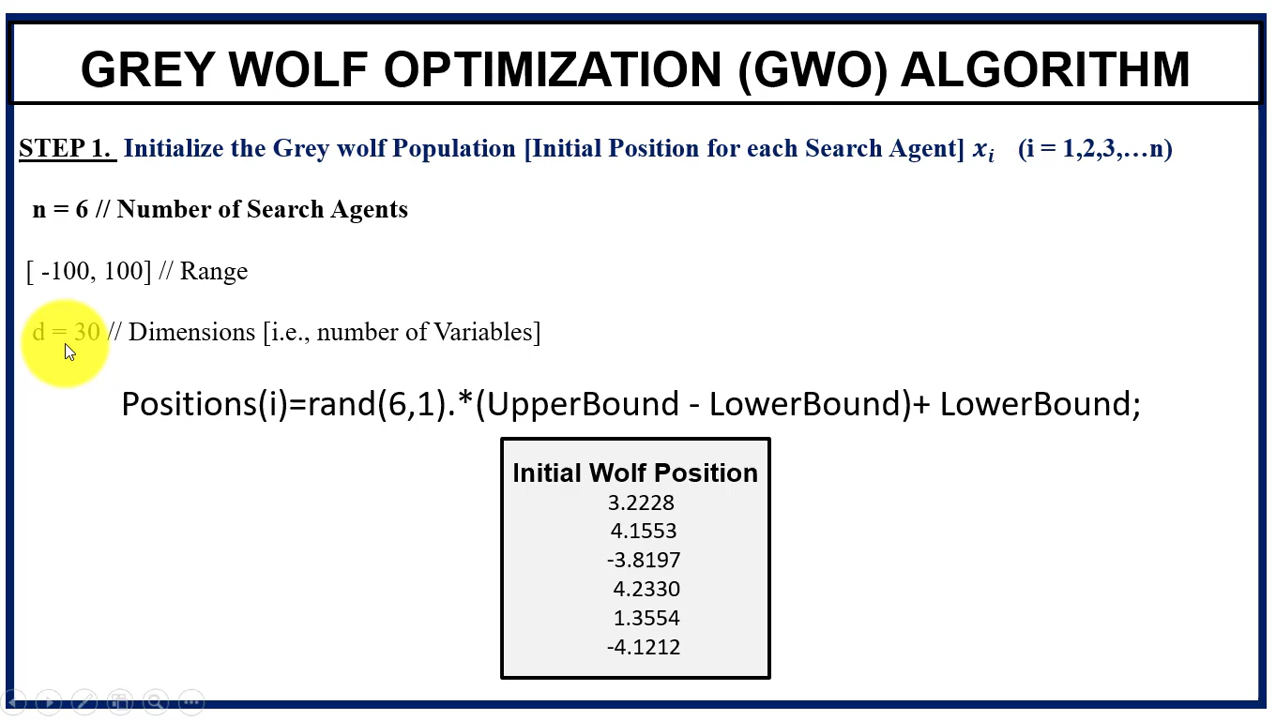 GREY WOLF OPTIMIZATION (GWO) ALGORITHM
STEP 1. Initialize the Grey wolf Population [Initial Position for each Search Agent] xᵢ (i = 1,2,3,…n)
n = 6 // Number of Search Agents
[ -100, 100] // Range
d = 30 // Dimensions [i.e., number of Variables]
Positions(i)=rand(6,1).*(UpperBound - LowerBound)+ LowerBound;
Initial Wolf Position
3.2228
4.1553
-3.8197
4.2330
1.3554
-4.1212